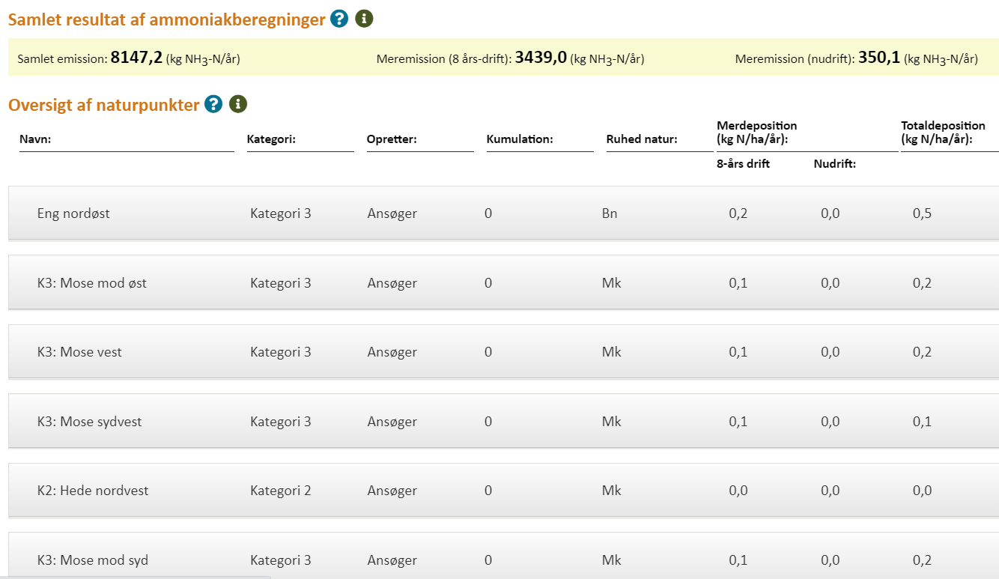 Samlet resultat af ammoniakberegninger ? i
Samlet emission: 8147,2 (kg NH3-N/år) Meremission (8 års-drift): 3439,0 (kg NH3-N/år) Meremission (nudrift): 350,1 (kg NH3-N/år)
Oversigt af naturpunkter ? i
Navn: Kategori: Opretter: Kumulation: Ruhed natur: Merdeposition (kg N/ha/år): Totaldeposition (kg N/ha/år):
8-års drift Nudrift:
Eng nordøst Kategori 3 Ansøger 0 Bn 0,2 0,0 0,5
K3: Mose mod øst Kategori 3 Ansøger 0 Mk 0,1 0,0 0,2
K3: Mose vest Kategori 3 Ansøger 0 Mk 0,1 0,0 0,2
K3: Mose sydvest Kategori 3 Ansøger 0 Mk 0,1 0,0 0,1
K2: Hede nordvest Kategori 2 Ansøger 0 Mk 0,0 0,0 0,0
K3: Mose mod syd Kategori 3 Ansøger 0 Mk 0,1 0,0 0,2